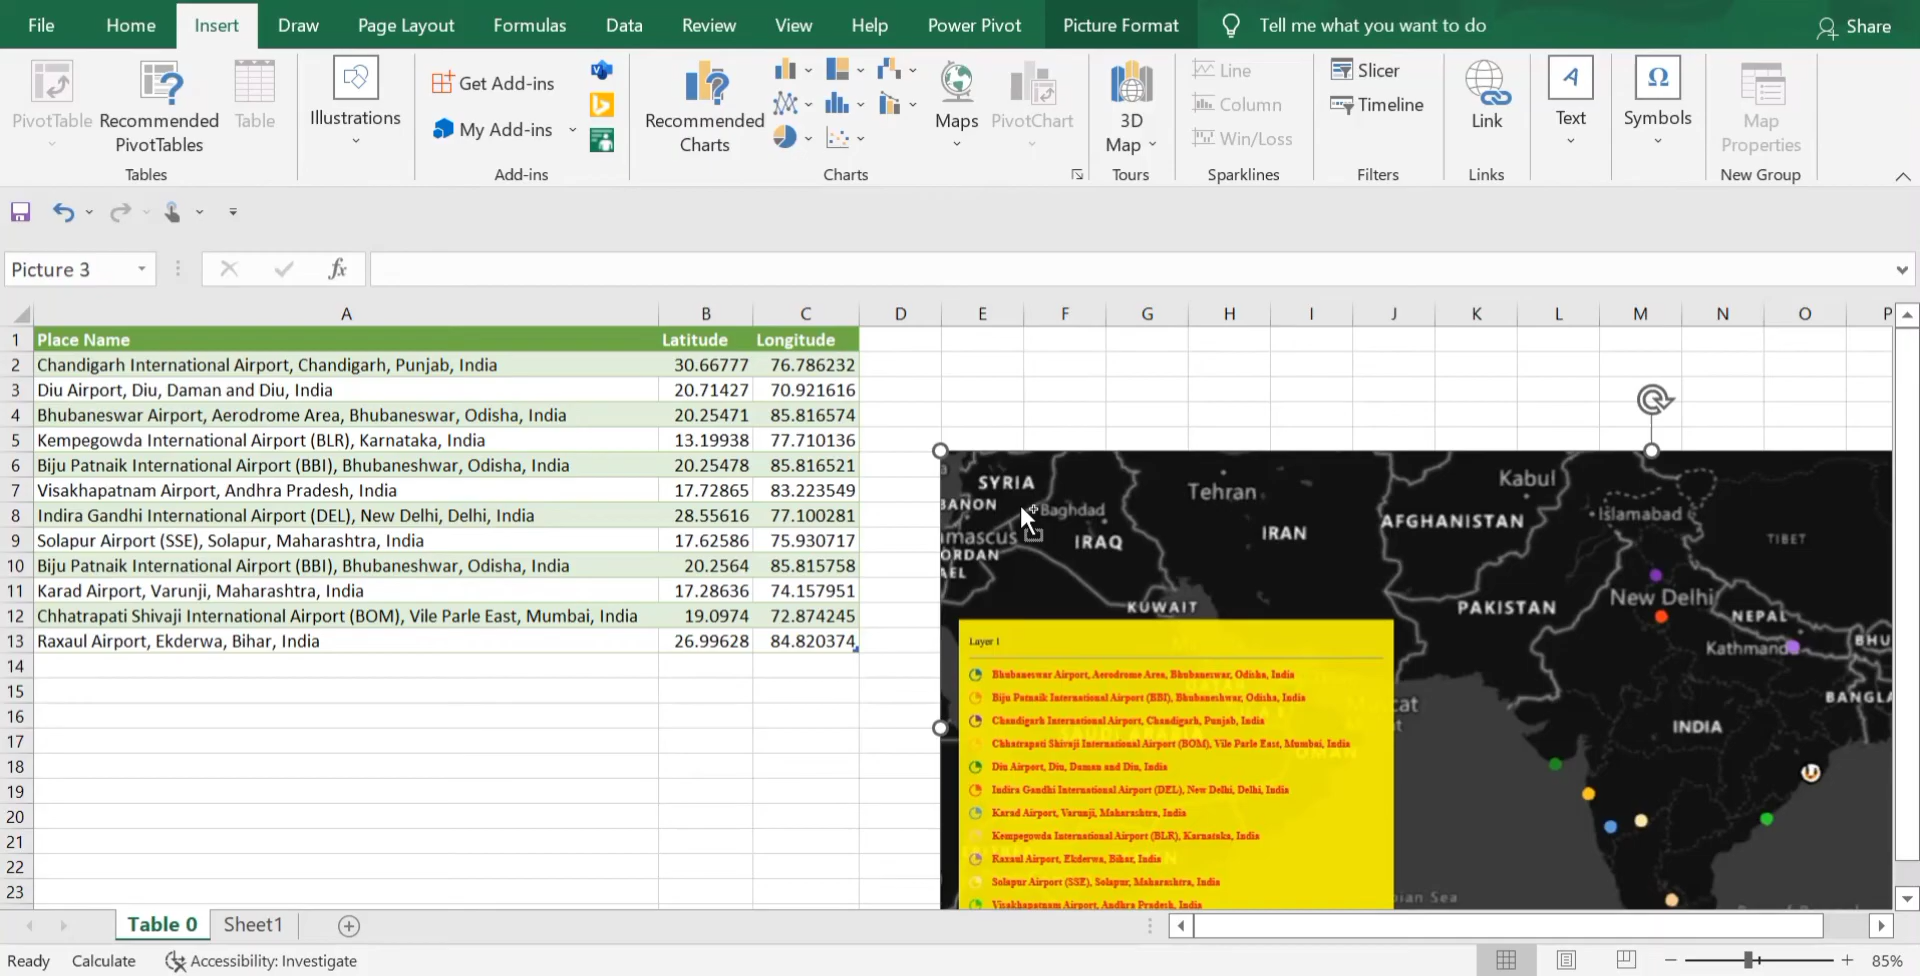 File Home Insert Draw Page Layout Formulas Data Review View Help Power Pivot Picture Format Tell me what you want to do Share
PivotTable
Recommended
PivotTables
Table
Tables
Illustrations
Get Add-ins
My Add-ins
Add-ins
Recommended
Charts
Maps
PivotChart
Charts
3D
Map
Tours
Line
Column
Win/Loss
Sparklines
Slicer
Timeline
Filters
Link
Links
Text
Symbols
Map
Properties
New Group
Picture 3 fx
A B C D E F G H I J K L M N O P
1 Place Name Latitude Longitude
2 Chandigarh International Airport, Chandigarh, Punjab, India 30.66777 76.786232
3 Diu Airport, Diu, Daman and Diu, India 20.71427 70.921616
4 Bhubaneswar Airport, Aerodrome Area, Bhubaneswar, Odisha, India 20.25471 85.816574
5 Kempegowda International Airport (BLR), Karnataka, India 13.19938 77.710136
6 Biju Patnaik International Airport (BBI), Bhubaneshwar, Odisha, India 20.25478 85.816521
7 Visakhapatnam Airport, Andhra Pradesh, India 17.72865 83.223549
8 Indira Gandhi International Airport (DEL), New Delhi, Delhi, India 28.55616 77.100281
9 Solapur Airport (SSE), Solapur, Maharashtra, India 17.62586 75.930717
10 Biju Patnaik International Airport (BBI), Bhubaneshwar, Odisha, India 20.2564 85.815758
11 Karad Airport, Varunji, Maharashtra, India 17.28636 74.157951
12 Chhatrapati Shivaji International Airport (BOM), Vile Parle East, Mumbai, India 19.0974 72.874245
13 Raxaul Airport, Ekderwa, Bihar, India 26.99628 84.820374
14
15
16
17
18
19
20
21
22
23
SYRIA
BANON
Baghdad
mascus
IRAQ
ORDAN
AEL
Tehran
IRAN
KUWAIT
Kabul
AFGHANISTAN
Islamabad
TIBET
PAKISTAN
New Delhi
NEPAL
Kathmand
BHU
BANGLA
INDIA
cat
ian Sea
Layer 1
Bhubaneswar Airport, Aerodrome Area, Bhubaneswar, Odisha, India
Biju Patnaik International Airport (BBI), Bhubaneshwar, Odisha, India
Chandigarh International Airport, Chandigarh, Punjab, India
Chhatrapati Shivaji International Airport (BOM), Vile Parle East, Mumbai, India
Diu Airport, Diu, Daman and Diu, India
Indira Gandhi International Airport (DEL), New Delhi, Delhi, India
Karad Airport, Varunji, Maharashtra, India
Kempegowda International Airport (BLR), Karnataka, India
Raxaul Airport, Ekderwa, Bihar, India
Solapur Airport (SSE), Solapur, Maharashtra, India
Visakhapatnam Airport, Andhra Pradesh, India
Table 0 Sheet1
Ready Calculate Accessibility: Investigate 85%